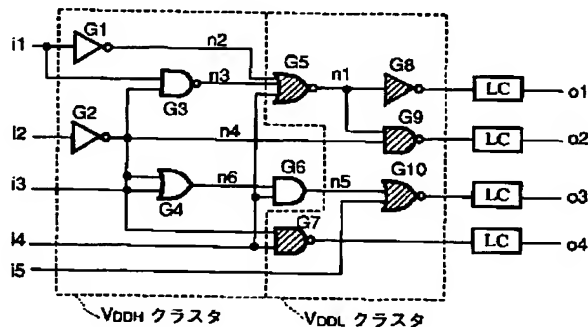 G1
i1
n2
G5
n1
G8
LC
o1
n3
G3
G2
G9
I2
n4
LC
o2
G6
G10
n6
n5
i3
G4
LC
o3
G7
I4
LC
o4
i5
VDDH クラスタ
VDDL クラスタ